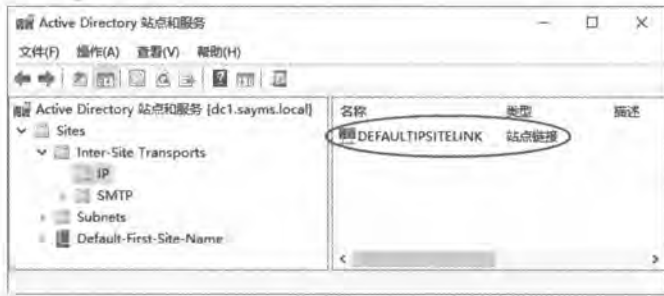 Active Directory 站点和服务
文件(F) 操作(A) 查看(V) 帮助(H)
Active Directory 站点和服务 [dc1.sayms.local]
Sites
Inter-Site Transports
IP
SMTP
Subnets
Default-First-Site-Name
名称 类型 描述
DEFAULTIPSITELINK 站点链接